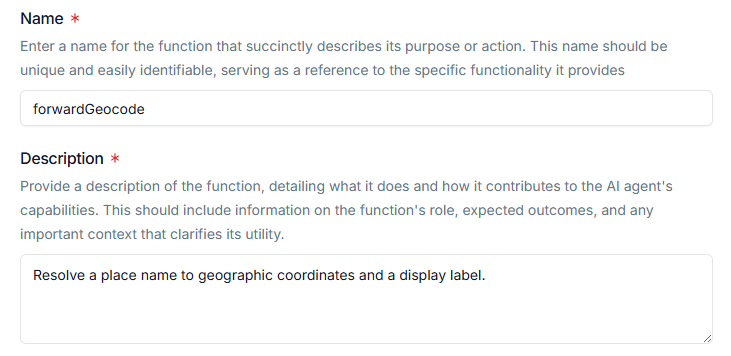 Name *
Enter a name for the function that succinctly describes its purpose or action. This name should be
unique and easily identifiable, serving as a reference to the specific functionality it provides
forwardGeocode
Description *
Provide a description of the function, detailing what it does and how it contributes to the AI agent's
capabilities. This should include information on the function's role, expected outcomes, and any
important context that clarifies its utility.
Resolve a place name to geographic coordinates and a display label.